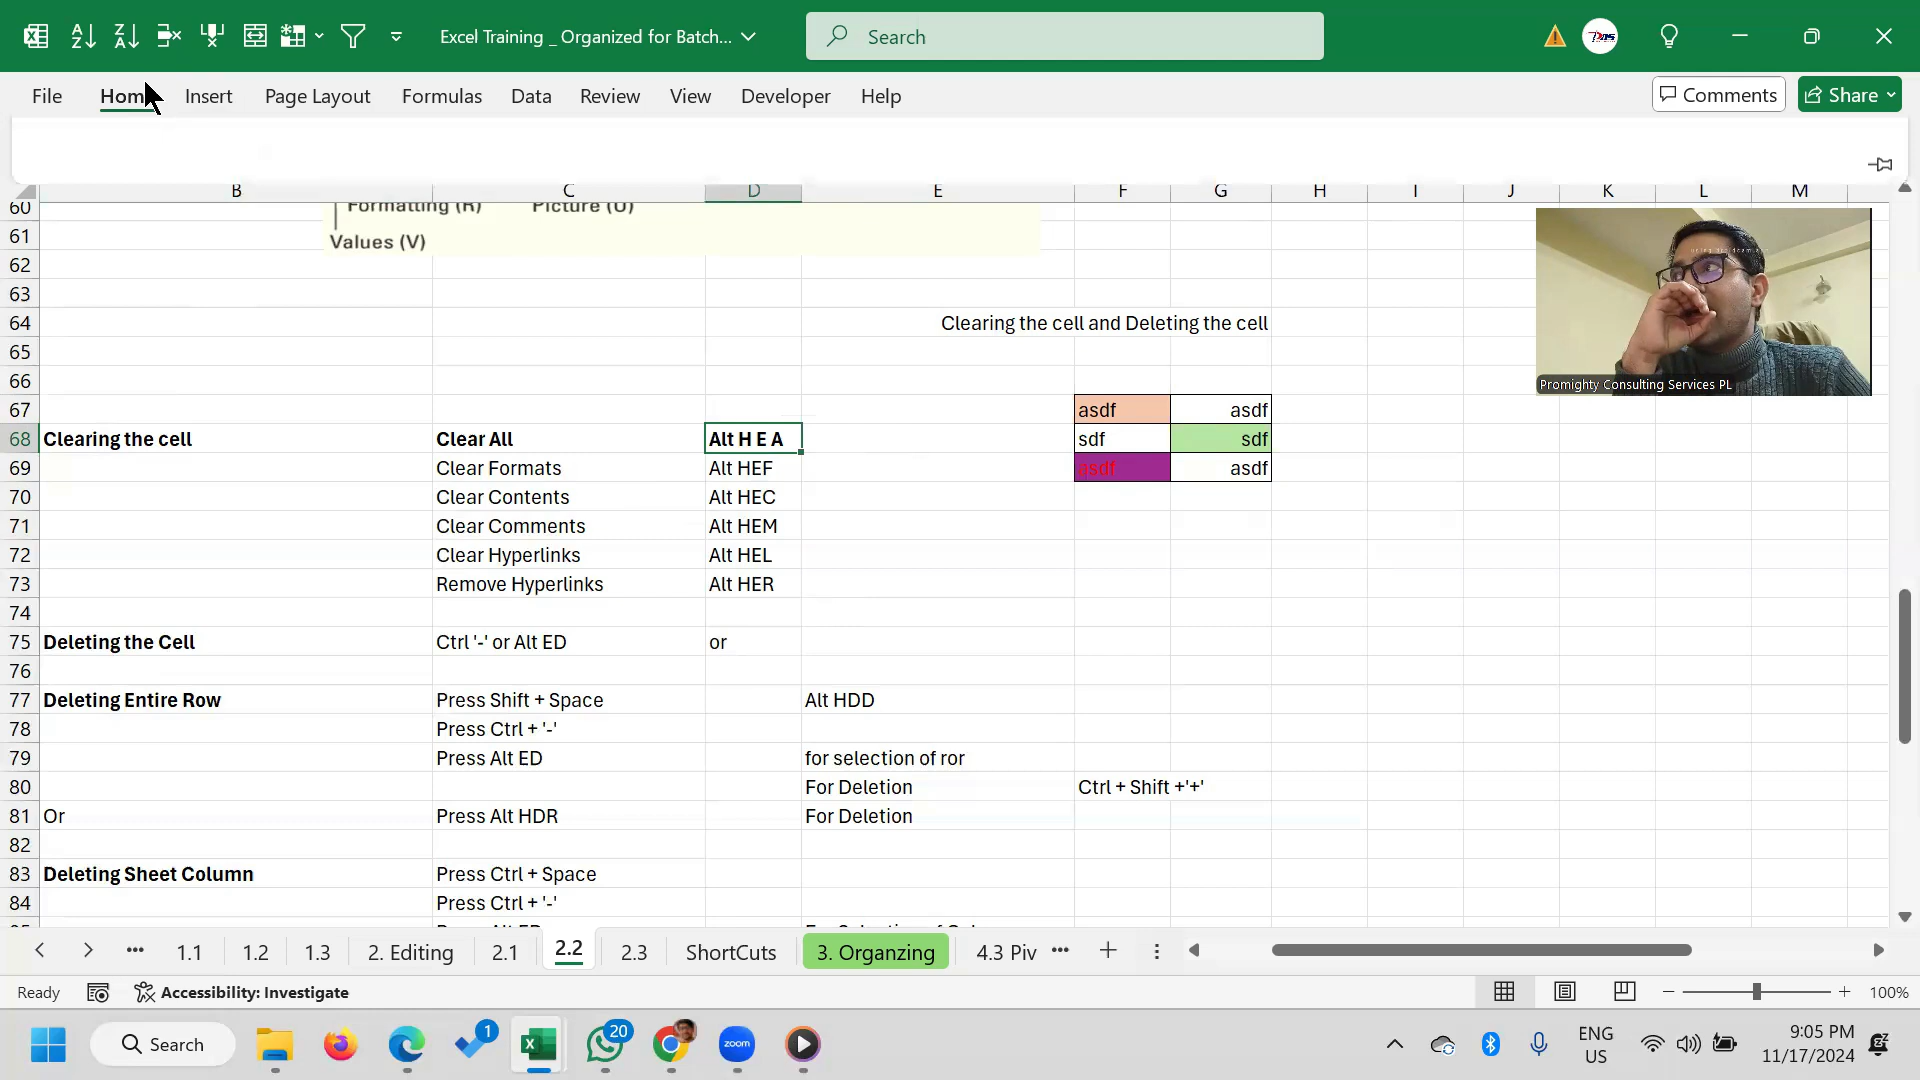 Excel Training _ Organized for Batch...
Search
File Home Insert Page Layout Formulas Data Review View Developer Help
Comments Share
B C D E F G H I J K L M
60 Formatting (R) Picture (U)
61 Values (V)
62
63
64 Clearing the cell and Deleting the cell
65
66
67 asdf asdf
68 Clearing the cell Clear All Alt H E A sdf sdf
69 Clear Formats Alt HEF asdf asdf
70 Clear Contents Alt HEC
71 Clear Comments Alt HEM
72 Clear Hyperlinks Alt HEL
73 Remove Hyperlinks Alt HER
74
75 Deleting the Cell Ctrl '-' or Alt ED or
76
77 Deleting Entire Row Press Shift + Space Alt HDD
78 Press Ctrl + '-'
79 Press Alt ED for selection of ror
80 For Deletion Ctrl + Shift +'+'
81 Or Press Alt HDR For Deletion
82
83 Deleting Sheet Column Press Ctrl + Space
84 Press Ctrl + '-'
Promighty Consulting Services PL
1.1 1.2 1.3 2. Editing 2.1 2.2 2.3 ShortCuts 3. Organzing 4.3 Piv
Ready Accessibility: Investigate 100%
Search 1 20 zoom
ENG
US
9:05 PM
11/17/2024